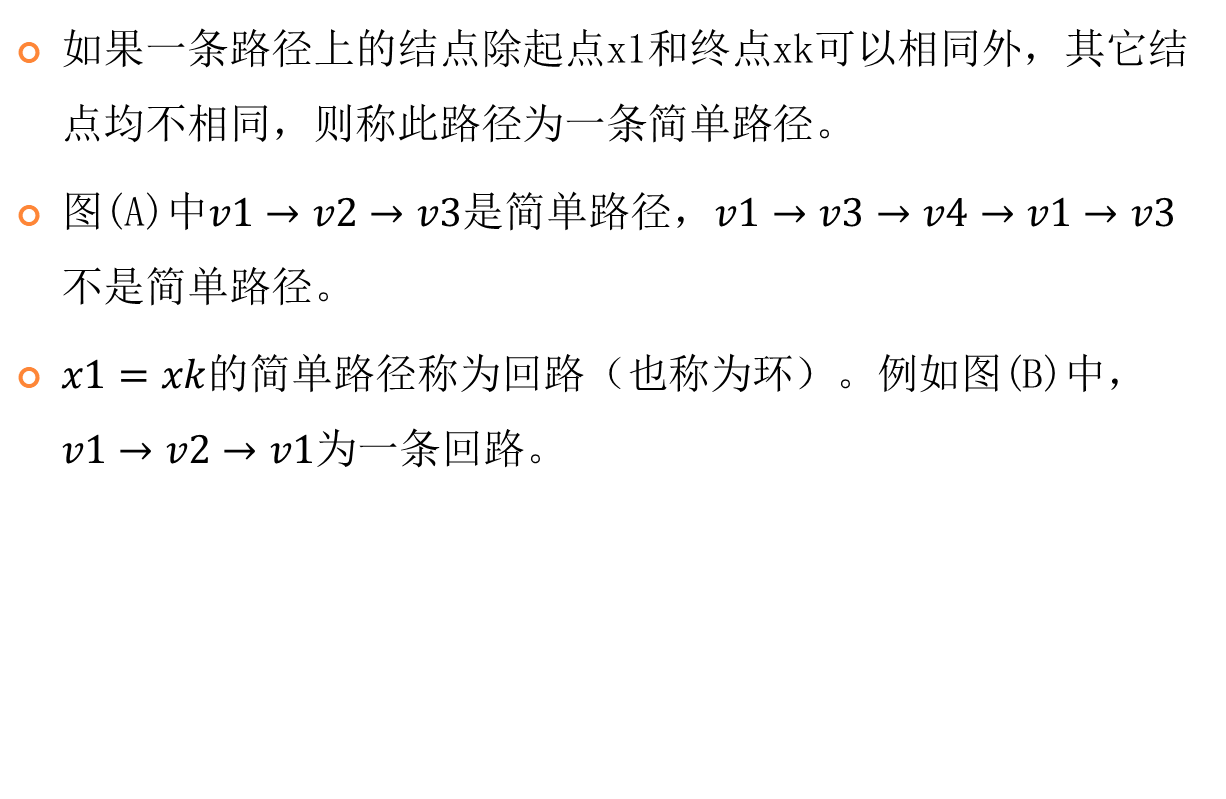 如果一条路径上的结点除起点x1和终点xk可以相同外，其它结
点均不相同，则称此路径为一条简单路径。
图(A)中v1 → v2 → v3是简单路径，v1 → v3 → v4 → v1 → v3
不是简单路径。
x1 = xk的简单路径称为回路（也称为环）。例如图(B)中，
v1 → v2 → v1为一条回路。